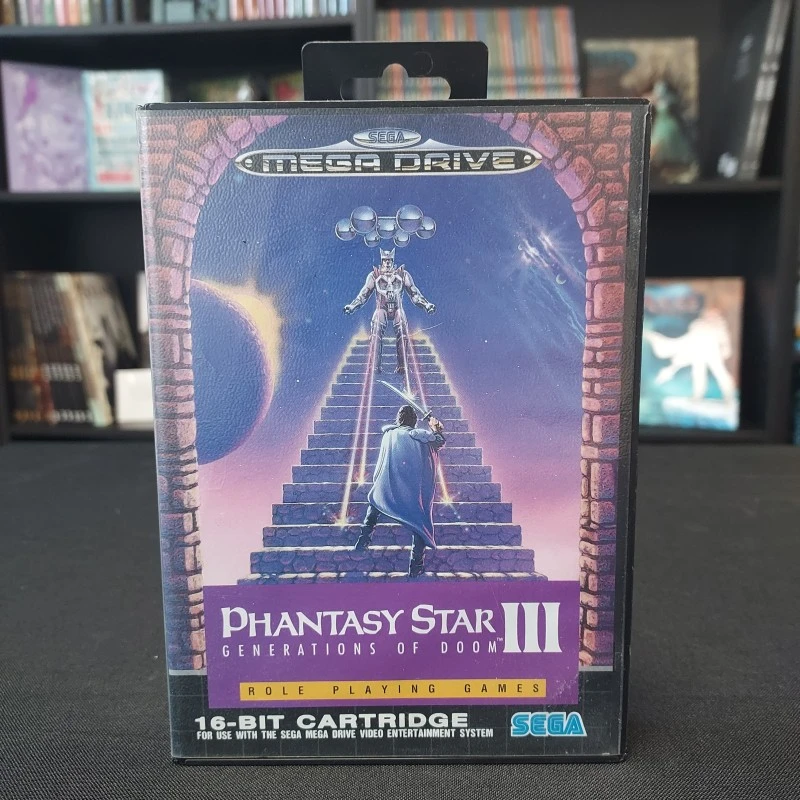 SEGA
MEGA DRIVE
PHANTASY STAR III
GENERATIONS OF DOOM™
ROLE PLAYING GAMES
16-BIT CARTRIDGE
FOR USE WITH THE SEGA MEGA DRIVE VIDEO ENTERTAINMENT SYSTEM
SEGA